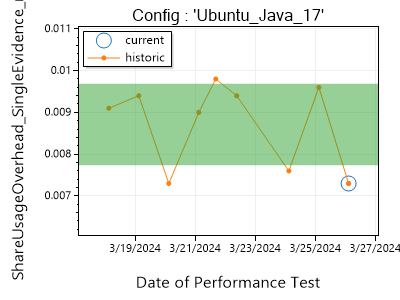 Config : 'Ubuntu_Java_17'
current
historic
0.011
0.01
0.009
0.008
0.007
ShareUsageOverhead_SingleEvidence_
3/19/2024
3/21/2024
3/23/2024
3/25/2024
3/27/2024
Date of Performance Test